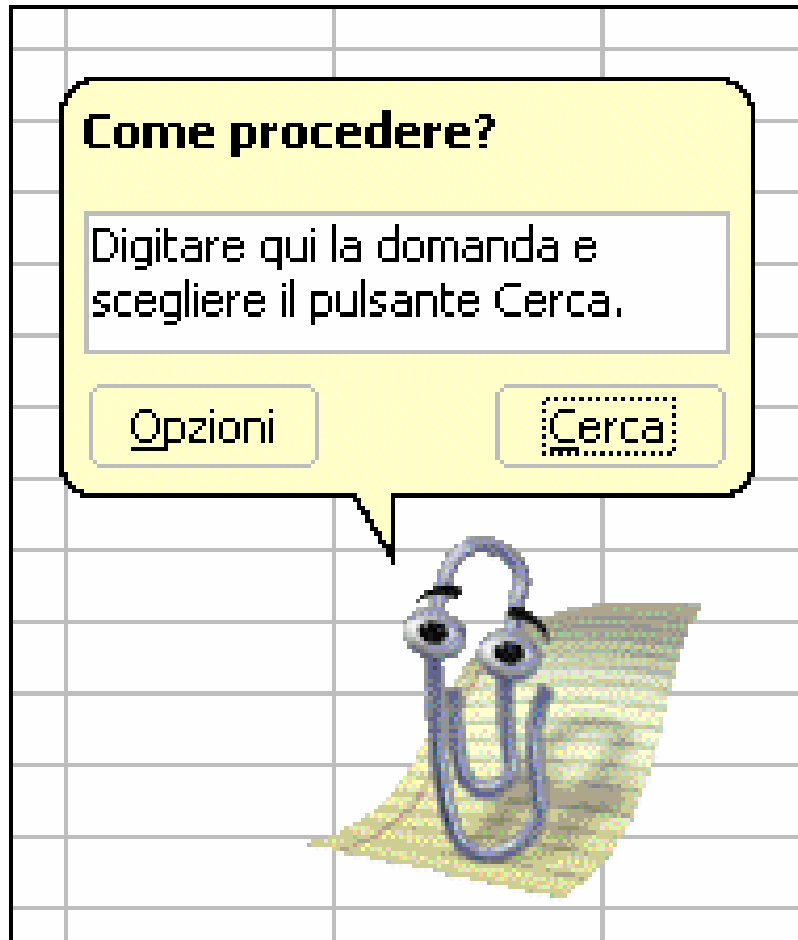 Come procedere?
Digitare qui la domanda e
scegliere il pulsante Cerca.
Opzioni
Cerca